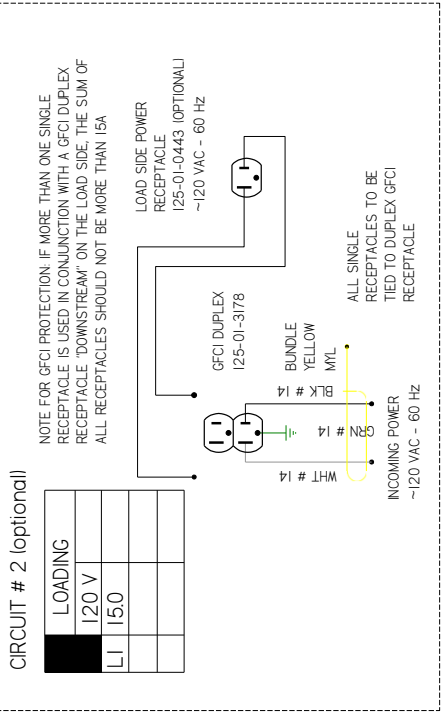 CIRCUIT # 2 (optional)
LOADING
120 V
L1 15.0
NOTE FOR GFCI PROTECTION: IF MORE THAN ONE SINGLE
RECEPTACLE IS USED IN CONJUNCTION WITH A GFCI DUPLEX
RECEPTACLE "DOWNSTREAM" ON THE LOAD SIDE, THE SUM OF
ALL RECEPTACLES SHOULD NOT BE MORE THAN 15A
LOAD SIDE POWER
RECEPTACLE
125-01-0443 (OPTIONAL)
~120 VAC - 60 Hz
GFCI DUPLEX
125-01-3178
BUNDLE
YELLOW
MYL
WHT # 14
GRN # 14
BLK # 14
INCOMING POWER
~120 VAC - 60 Hz
ALL SINGLE
RECEPTACLES TO BE
TIED TO DUPLEX GFCI
RECEPTACLE